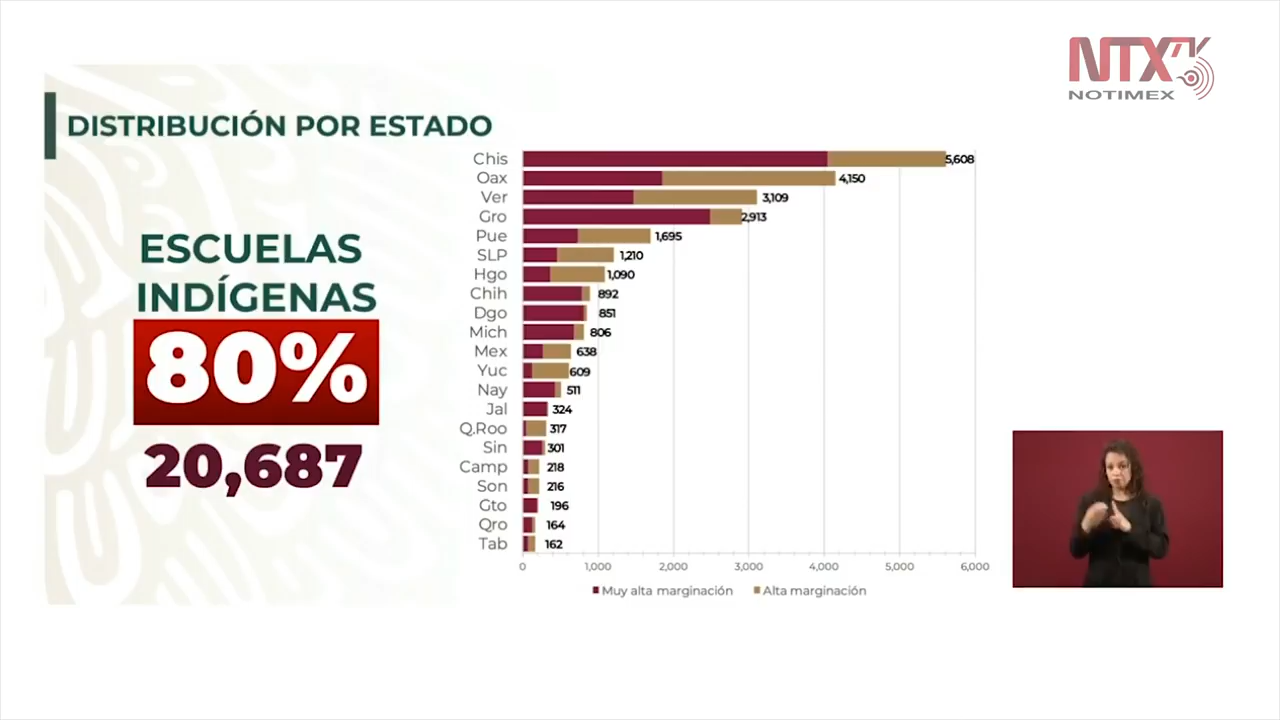 NTX
NOTIMEX
DISTRIBUCIÓN POR ESTADO
ESCUELAS
INDÍGENAS
80%
20,687
Chis 5,608
Oax 4,150
Ver 3,109
Gro 2,913
Pue 1,695
SLP 1,210
Hgo 1,090
Chih 892
Dgo 851
Mich 806
Mex 638
Yuc 609
Nay 511
Jal 324
Q.Roo 317
Sin 301
Camp 218
Son 216
Gto 196
Qro 164
Tab 162
0 1,000 2,000 3,000 4,000 5,000 6,000
Muy alta marginación Alta marginación